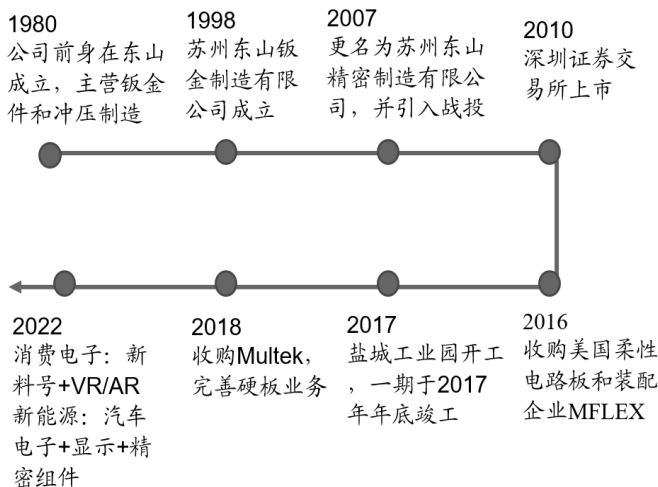 1980
公司前身在东山
成立，主营钣金
件和冲压制造
1998
苏州东山钣
金制造有限
公司成立
2007
更名为苏州东山
精密制造有限公
司，并引入战投
2010
深圳证券交
易所上市
2016
收购美国柔性
电路板和装配
企业MFLEX
2017
盐城工业园开工
，一期于2017
年年底竣工
2018
收购Multek，
完善硬板业务
2022
消费电子：新
料号+VR/AR
新能源：汽车
电子+显示+精
密组件